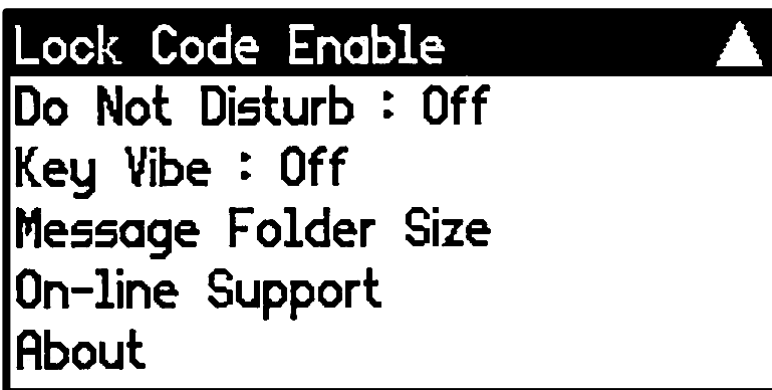 Lock Code Enable
Do Not Disturb : Off
Key Vibe : Off
Message Folder Size
On-line Support
About